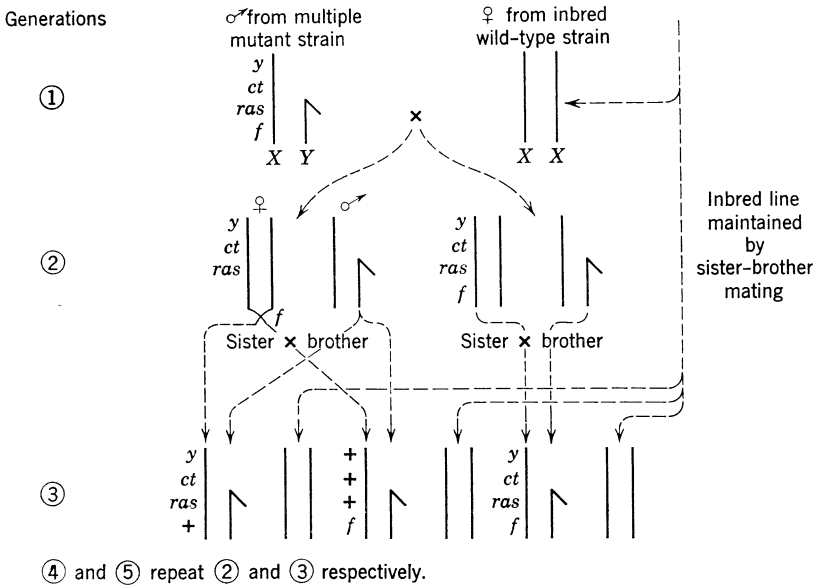 Generations
♂ from multiple
mutant strain
♀ from inbred
wild-type strain
①
y
ct
ras
f
X Y
×
X X
②
♀
♂
y
ct
ras
f
y
ct
ras
f
Inbred line
maintained
by
sister-brother
mating
Sister × brother
Sister × brother
③
y
ct
ras
+
+
+
+
f
y
ct
ras
f
④ and ⑤ repeat ② and ③ respectively.